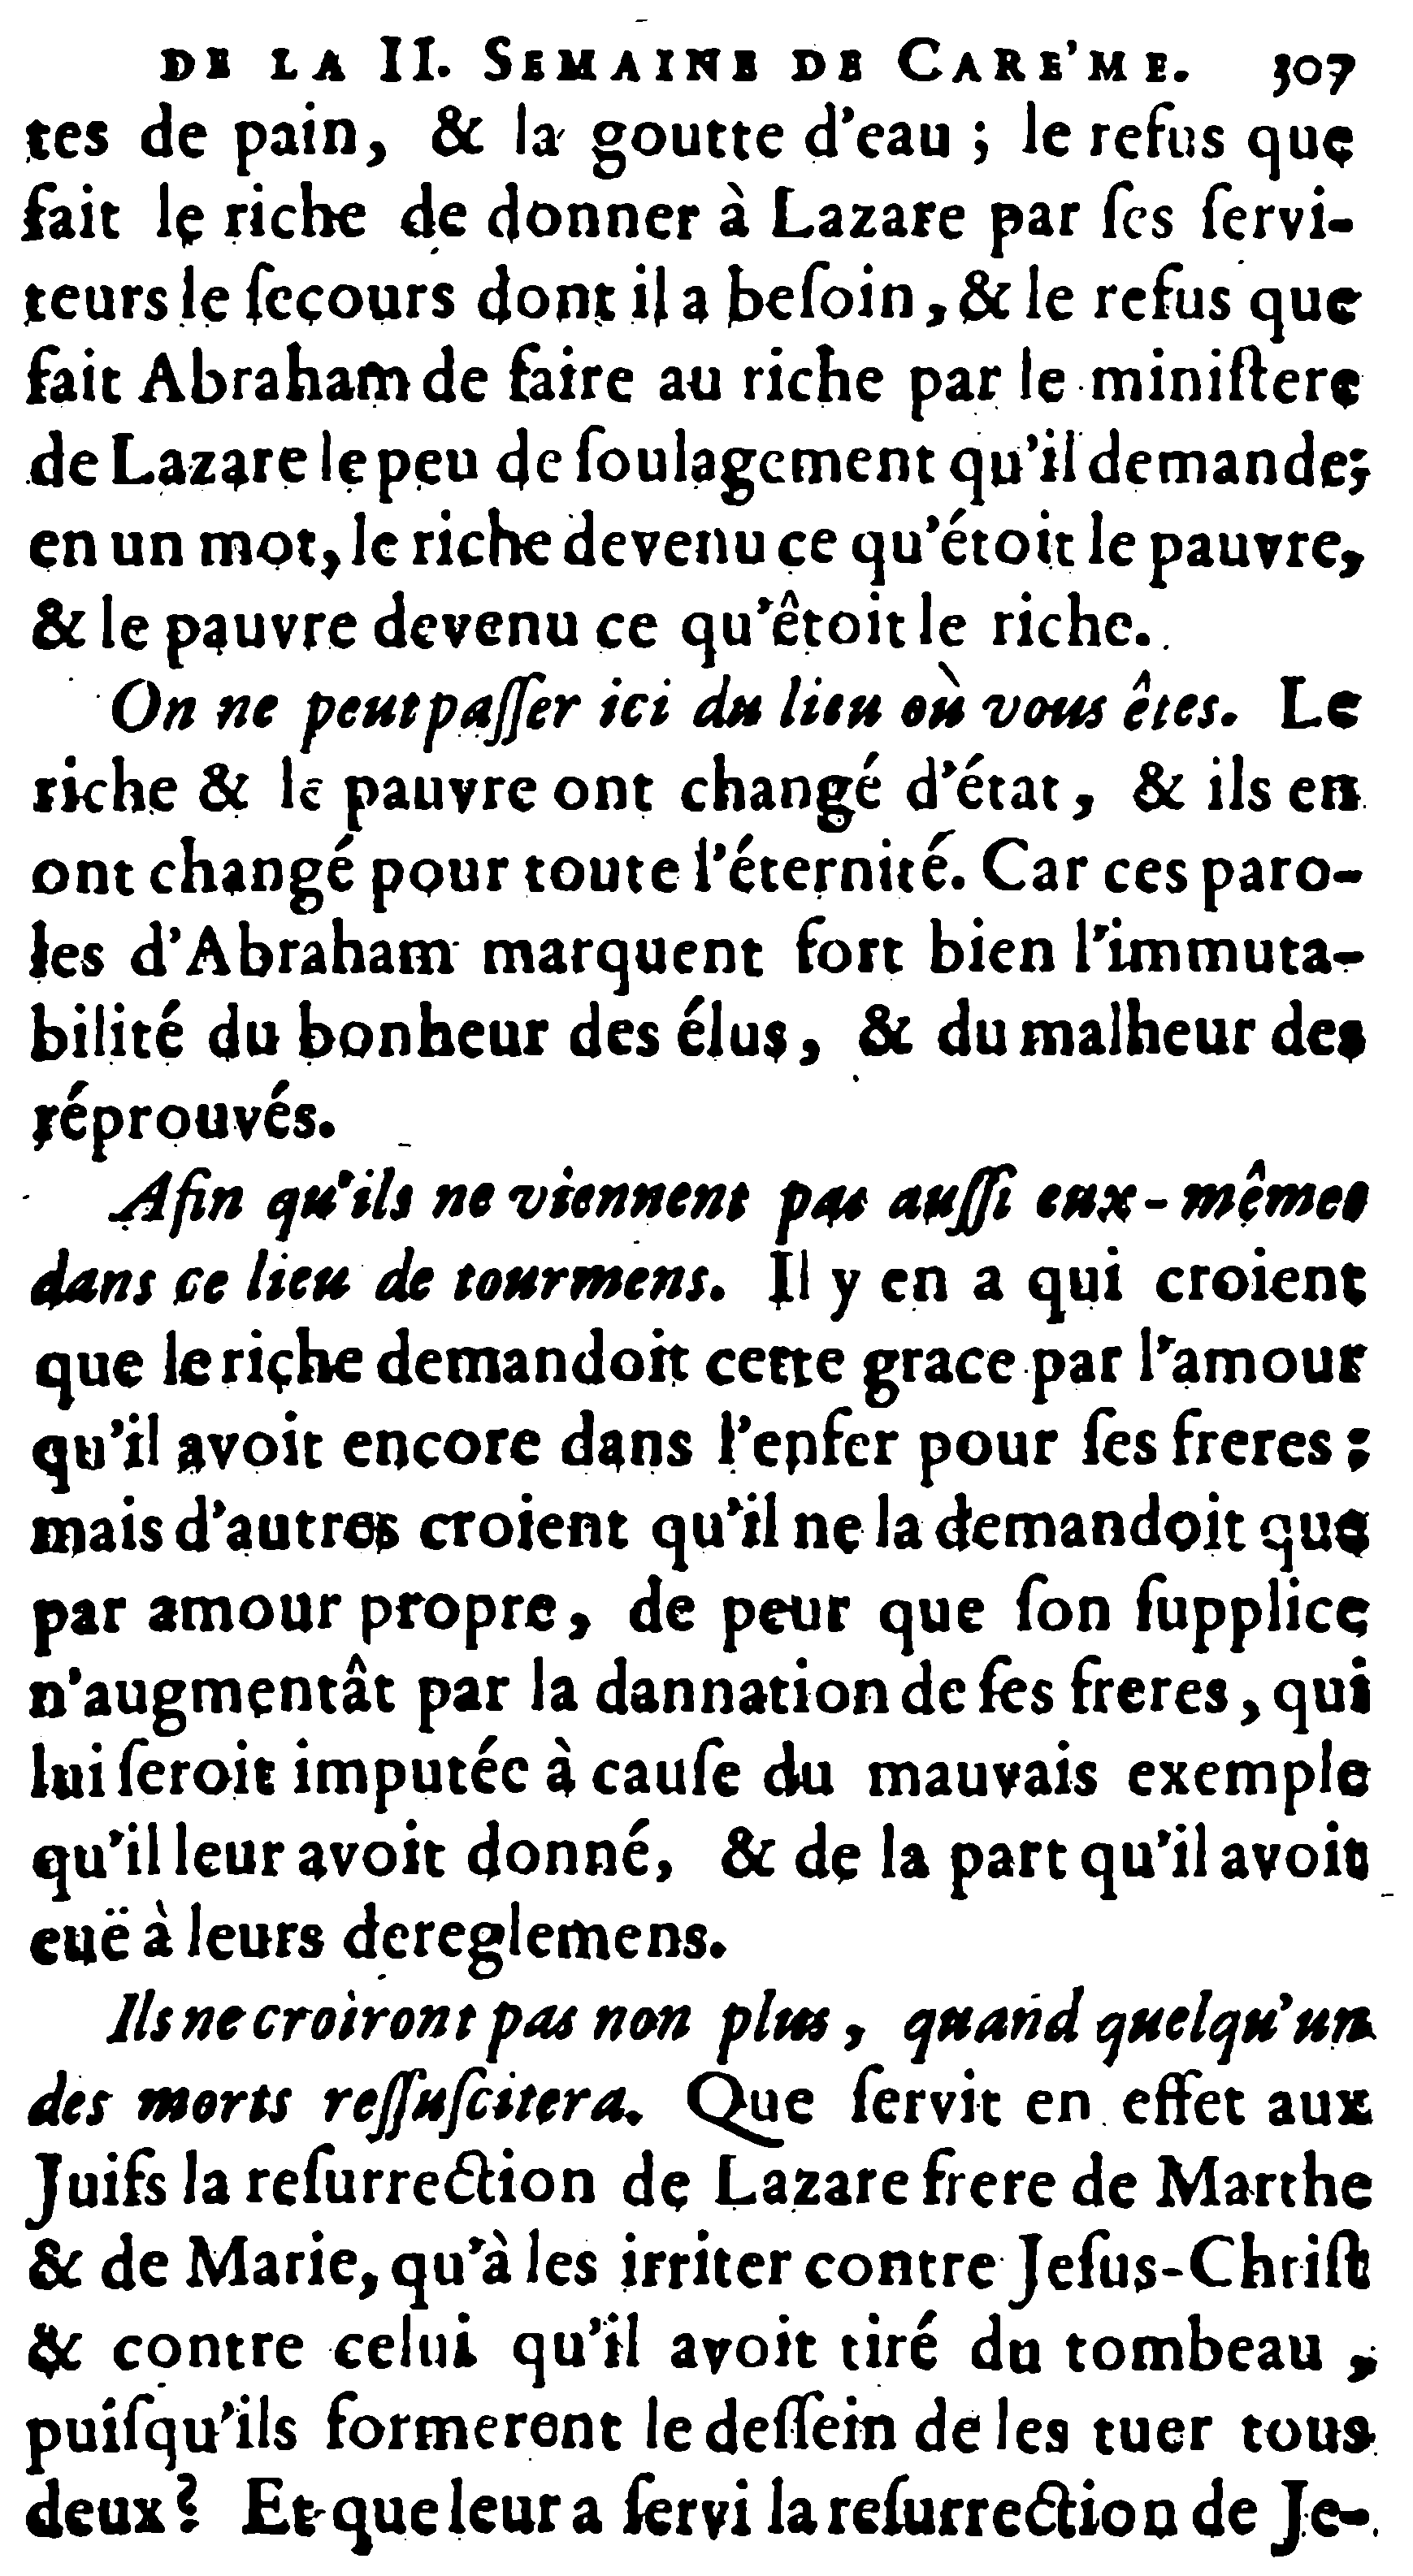 DE LA II. SEMAINE DE CARE'ME. 307
tes de pain, & la goutte d'eau ; le refus que
fait le riche de donner à Lazare par ſes ſervi-
teurs le ſecours dont il a beſoin, & le refus que
fait Abraham de faire au riche par le miniſtere
de Lazare le peu de ſoulagement qu'il demande;
en un mot, le riche devenu ce qu'étoit le pauvre,
& le pauvre devenu ce qu'êtoit le riche.
On ne peut paſſer ici du lieu où vous êtes. Le
riche & le pauvre ont changé d'état, & ils en
ont changé pour toute l'éternité. Car ces paro-
les d'Abraham marquent fort bien l'immuta-
bilité du bonheur des élus, & du malheur des
réprouvés.
Afin qu'ils ne viennent pas auſſi eux-mêmes
dans ce lieu de tourmens. Il y en a qui croient
que le riche demandoit cette grace par l'amour
qu'il avoit encore dans l'enfer pour ſes freres ;
mais d'autres croient qu'il ne la demandoit que
par amour propre, de peur que ſon ſupplice
n'augmentât par la dannation de ſes freres, qui
lui ſeroit imputée à cauſe du mauvais exemple
qu'il leur avoit donné, & de la part qu'il avoit
euë à leurs dereglemens.
Ils ne croiront pas non plus, quand quelqu'un
des morts reſſuſcitera. Que ſervit en effet aux
Juifs la reſurrection de Lazare frere de Marthe
& de Marie, qu'à les irriter contre Jeſus-Chriſt
& contre celui qu'il avoit tiré du tombeau,
puiſqu'ils formerent le deſſein de les tuer tous
deux ? Et que leur a ſervi la reſurrection de Je-